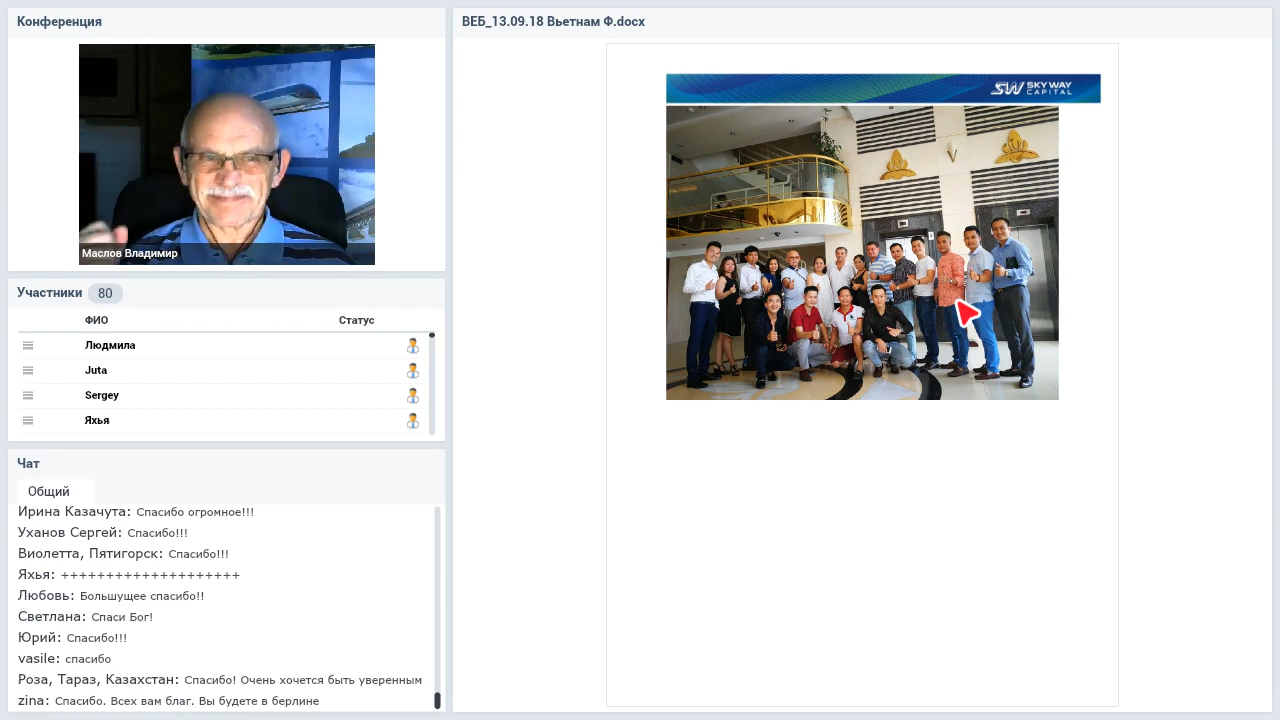 Конференция
Маслов Владимир
Участники 80
ФИО Статус
Людмила
Juta
Sergey
Яхья
Чат
Общий
Ирина Казачута: Спасибо огромное!!!
Уханов Сергей: Спасибо!!!
Виолетта, Пятигорск: Спасибо!!!
Яхья: ++++++++++++++++++++
Любовь: Большущее спасибо!!
Светлана: Спаси Бог!
Юрий: Спасибо!!!
vasile: спасибо
Роза, Тараз, Казахстан: Спасибо! Очень хочется быть уверенным
zina: Спасибо. Всех вам благ. Вы будете в берлине
ВЕБ_13.09.18 Вьетнам Ф.docx
SW SKY WAY
CAPITAL